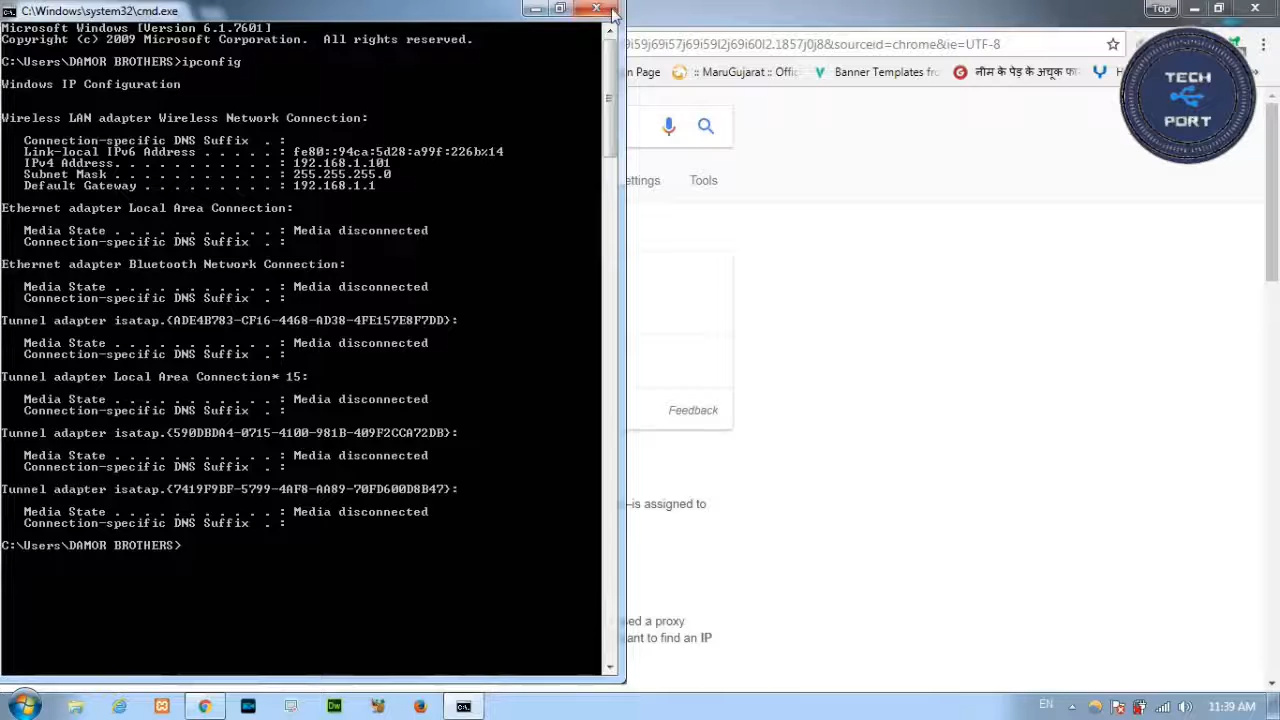 C:\Windows\system32\cmd.exe
Microsoft Windows [Version 6.1.7601]
Copyright (c) 2009 Microsoft Corporation.  All rights reserved.
C:\Users\DAMOR BROTHERS>ipconfig
Windows IP Configuration
Wireless LAN adapter Wireless Network Connection:
Connection-specific DNS Suffix  . :
Link-local IPv6 Address . . . . . : fe80::94ca:5d28:a99f:226b%14
IPv4 Address. . . . . . . . . . . : 192.168.1.101
Subnet Mask . . . . . . . . . . . : 255.255.255.0
Default Gateway . . . . . . . . . : 192.168.1.1
Ethernet adapter Local Area Connection:
Media State . . . . . . . . . . . : Media disconnected
Connection-specific DNS Suffix  . :
Ethernet adapter Bluetooth Network Connection:
Media State . . . . . . . . . . . : Media disconnected
Connection-specific DNS Suffix  . :
Tunnel adapter isatap.{ADE4B783-CF16-4468-AD38-4FE157E8F7DD}:
Media State . . . . . . . . . . . : Media disconnected
Connection-specific DNS Suffix  . :
Tunnel adapter Local Area Connection* 15:
Media State . . . . . . . . . . . : Media disconnected
Connection-specific DNS Suffix  . :
Tunnel adapter isatap.{590DBDA4-0715-4100-981B-409F2CCA72DB}:
Media State . . . . . . . . . . . : Media disconnected
Connection-specific DNS Suffix  . :
Tunnel adapter isatap.{7419F9BF-5799-4AF8-AA89-70FD600D8B47}:
Media State . . . . . . . . . . . : Media disconnected
Connection-specific DNS Suffix  . :
C:\Users\DAMOR BROTHERS>
Top
i59j69i57j69i59l2j69i60l2.1857j0j8&sourceid=chrome&ie=UTF-8
n Page :: MaruGujarat :: Offic Banner Templates - F नीम के पेड़ के अचूक फा
TECH
PORT
ettings Tools
Feedback
–is assigned to
ed a proxy
ant to find an IP
EN 11:39 AM